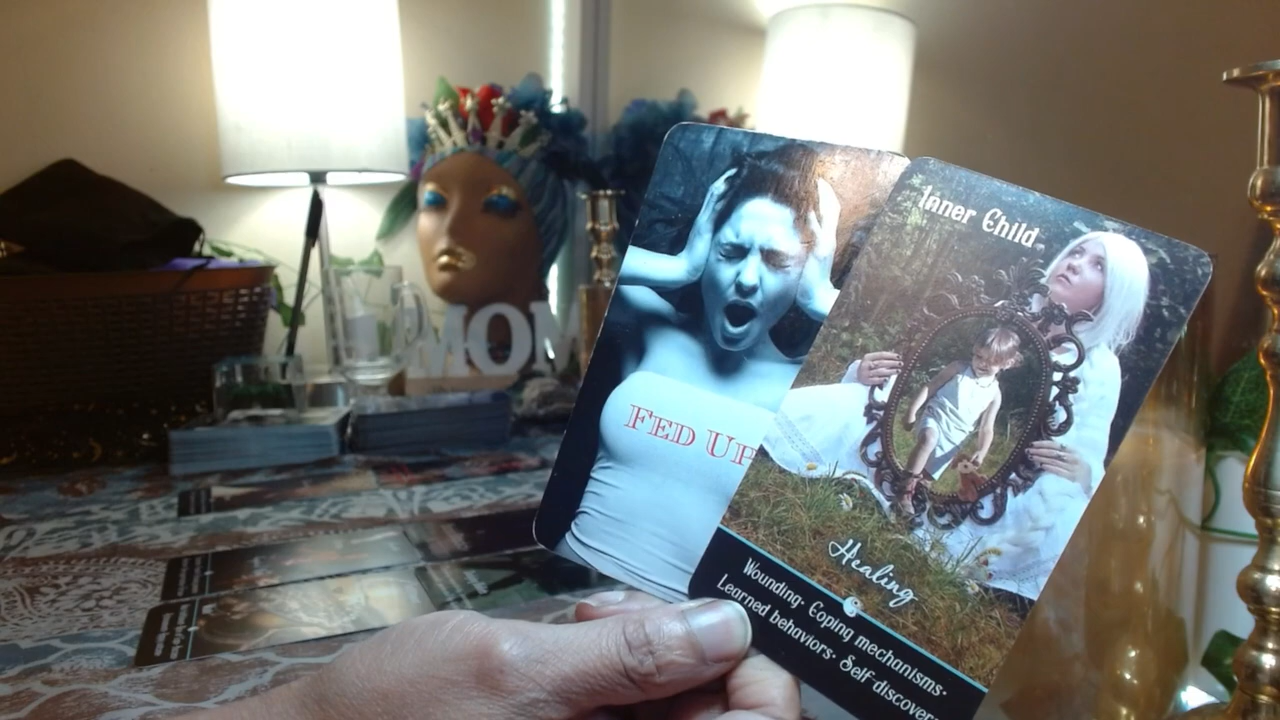 MOM
FED UP
Inner Child
Healing
Wounding· Coping mechanisms·
Learned behaviors· Self-discovery